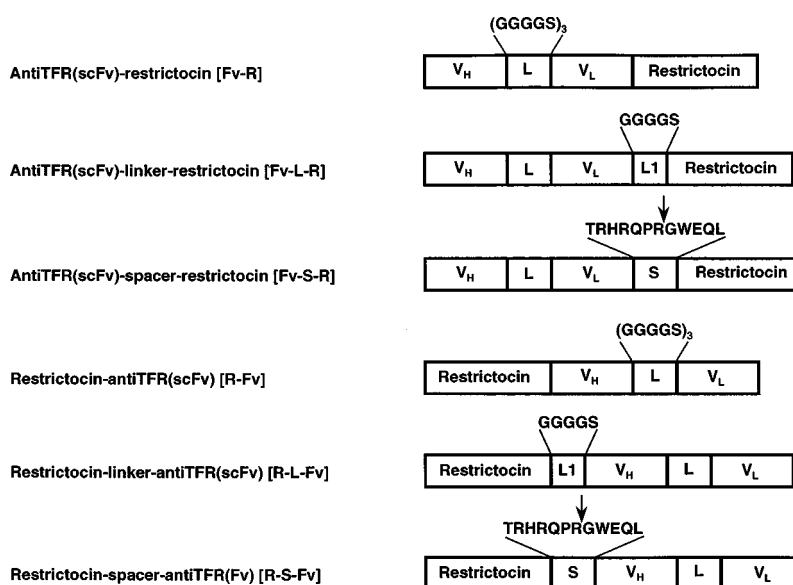 (GGGGS)3
AntiTFR(scFv)-restrictocin [Fv-R] VH L VL Restrictocin
GGGGS
AntiTFR(scFv)-linker-restrictocin [Fv-L-R] VH L VL L1 Restrictocin
TRHRQPRGWEQL
AntiTFR(scFv)-spacer-restrictocin [Fv-S-R] VH L VL S Restrictocin
(GGGGS)3
Restrictocin-antiTFR(scFv) [R-Fv] Restrictocin VH L VL
GGGGS
Restrictocin-linker-antiTFR(scFv) [R-L-Fv] Restrictocin L1 VH L VL
TRHRQPRGWEQL
Restrictocin-spacer-antiTFR(Fv) [R-S-Fv] Restrictocin S VH L VL